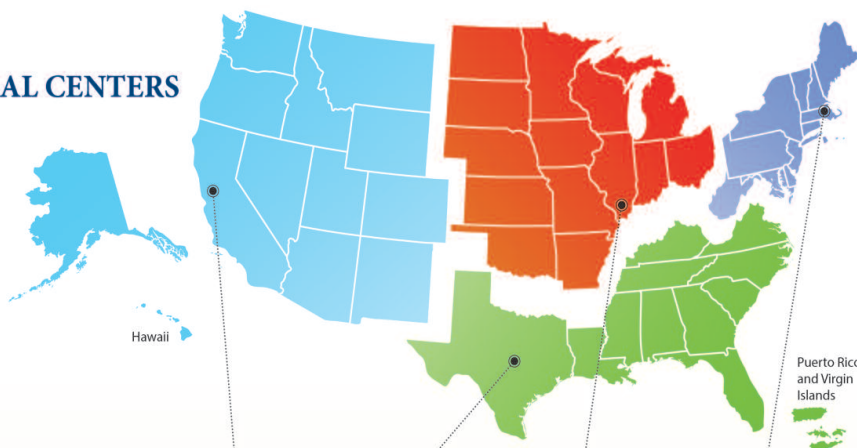 AL CENTERS
Hawaii
Puerto Rico
and Virgin
Islands